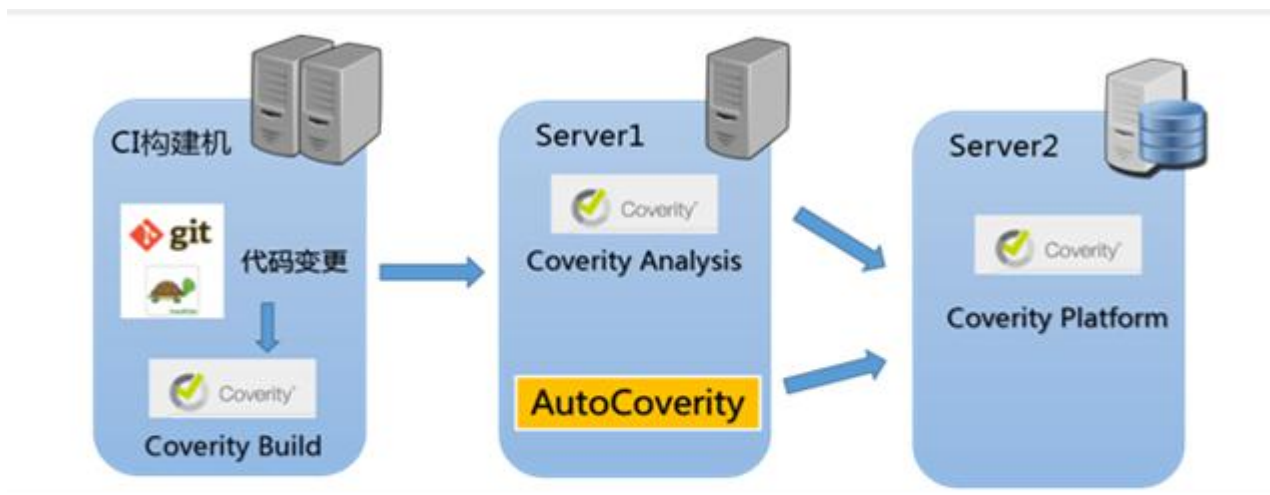 CI构建机
git
代码变更
Coverity
Coverity Build
Server1
Coverity
Coverity Analysis
AutoCoverity
Server2
Coverity
Coverity Platform